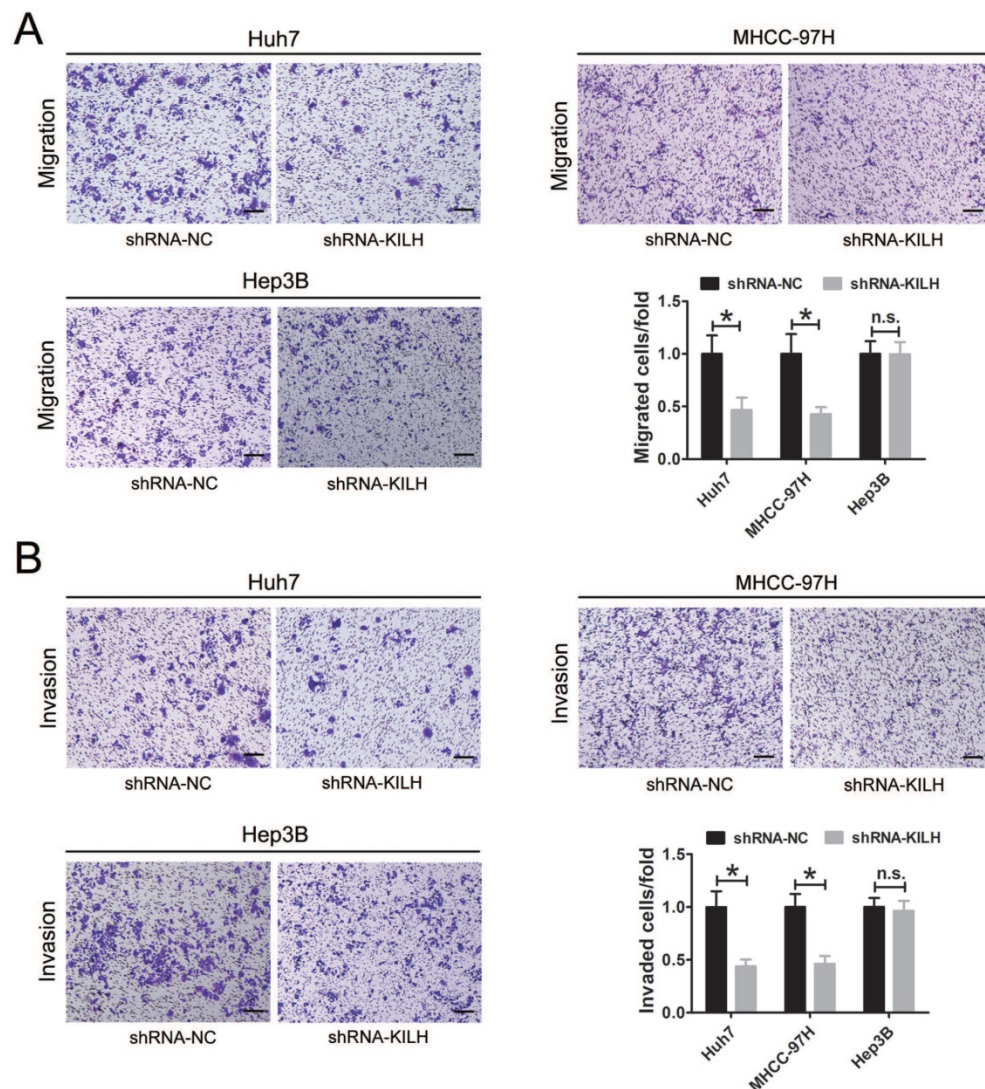 A
Huh7
MHCC-97H
Migration
Migration
shRNA-NC
shRNA-KILH
shRNA-NC
shRNA-KILH
Hep3B
Migration
shRNA-NC
shRNA-KILH
shRNA-NC
shRNA-KILH
Migrated cells/fold
1.5
1.0
0.5
0.0
*
*
n.s.
Huh7
MHCC-97H
Hep3B
B
Huh7
MHCC-97H
Invasion
Invasion
shRNA-NC
shRNA-KILH
shRNA-NC
shRNA-KILH
Hep3B
Invasion
shRNA-NC
shRNA-KILH
shRNA-NC
shRNA-KILH
Invaded cells/fold
1.5
1.0
0.5
0.0
*
*
n.s.
Huh7
MHCC-97H
Hep3B